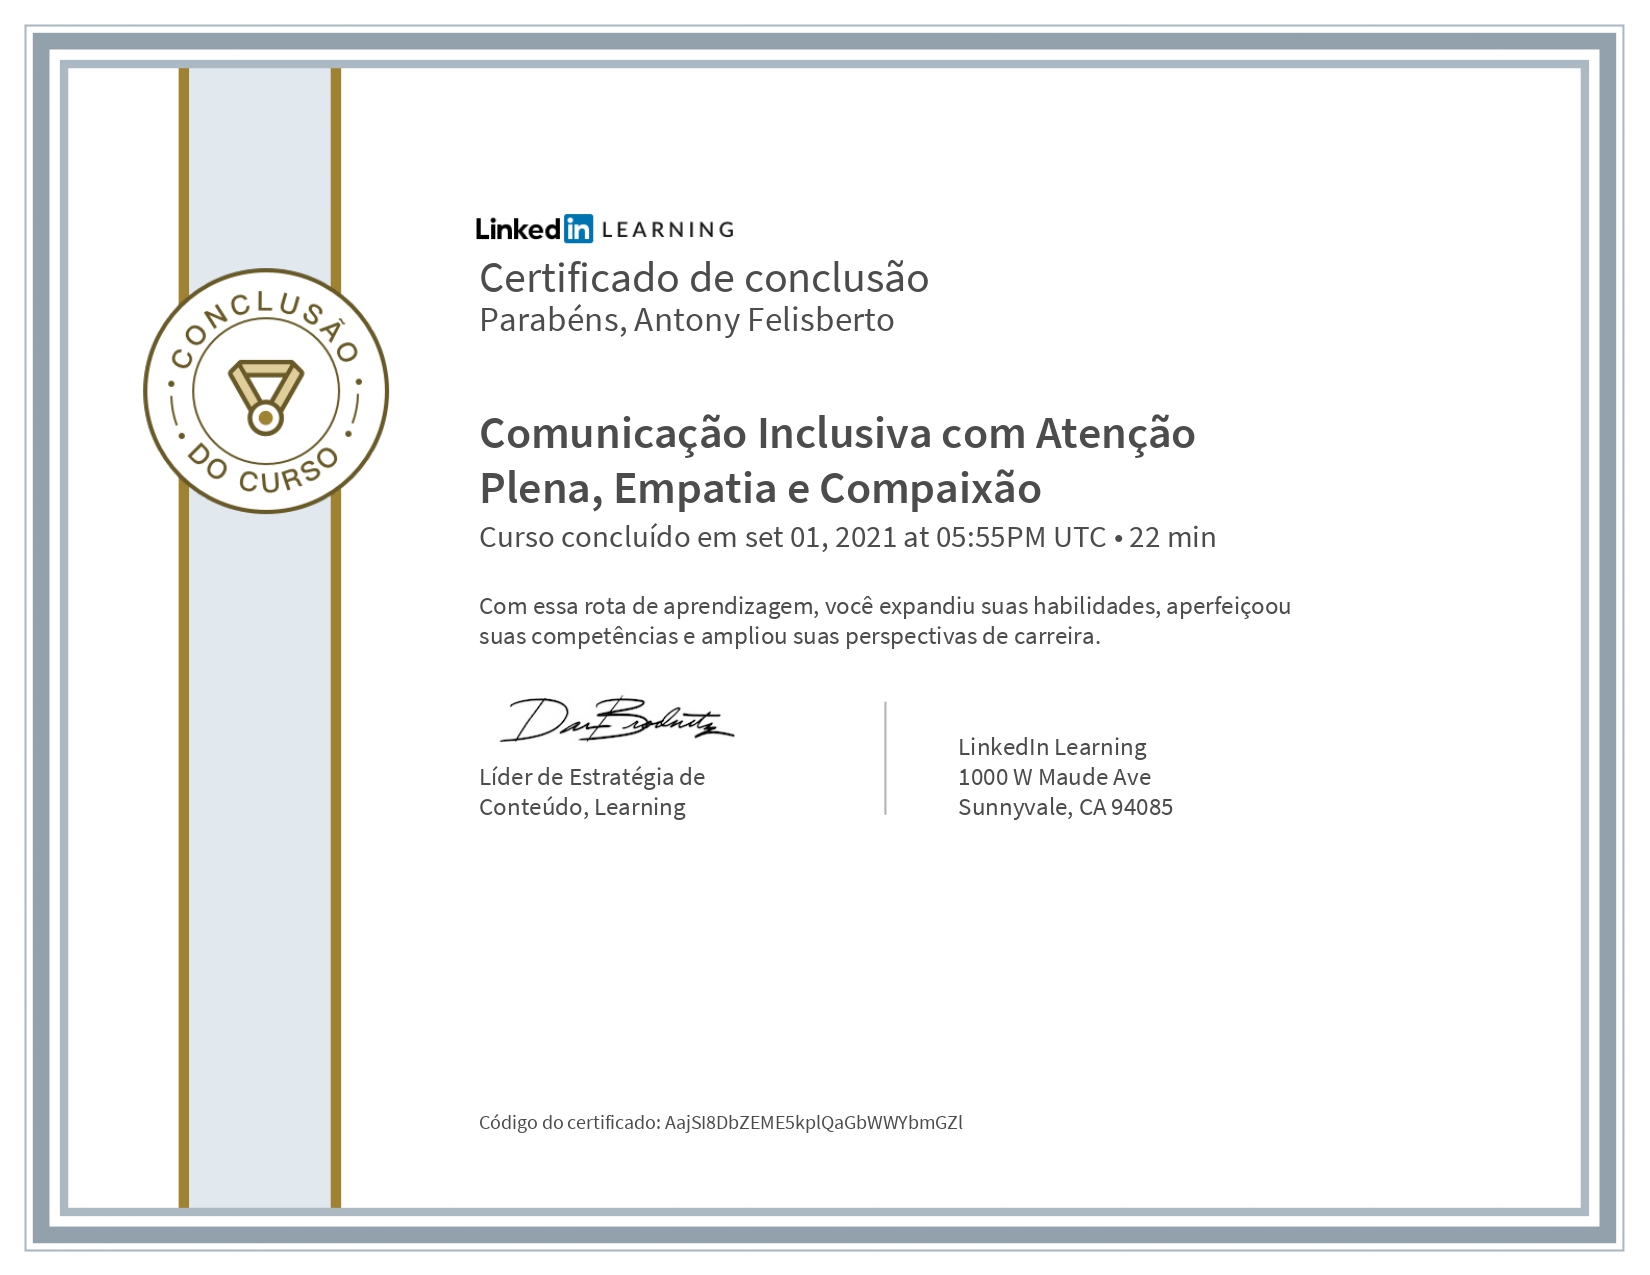 LinkedIn LEARNING
Certificado de conclusão
Parabéns, Antony Felisberto
CONCLUSÃO
DO CURSO
Comunicação Inclusiva com Atenção
Plena, Empatia e Compaixão
Curso concluído em set 01, 2021 at 05:55PM UTC • 22 min
Com essa rota de aprendizagem, você expandiu suas habilidades, aperfeiçoou
suas competências e ampliou suas perspectivas de carreira.
Dan Brodnitz
Líder de Estratégia de
Conteúdo, Learning
LinkedIn Learning
1000 W Maude Ave
Sunnyvale, CA 94085
Código do certificado: AajSI8DbZEME5kplQaGbWWYbmGZl